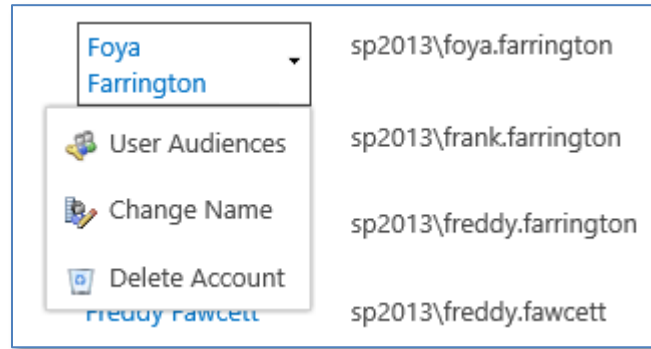 Foya
Farrington
sp2013\foya.farrington
User Audiences
sp2013\frank.farrington
Change Name
sp2013\freddy.farrington
Delete Account
Freddy Fawcett
sp2013\freddy.fawcett